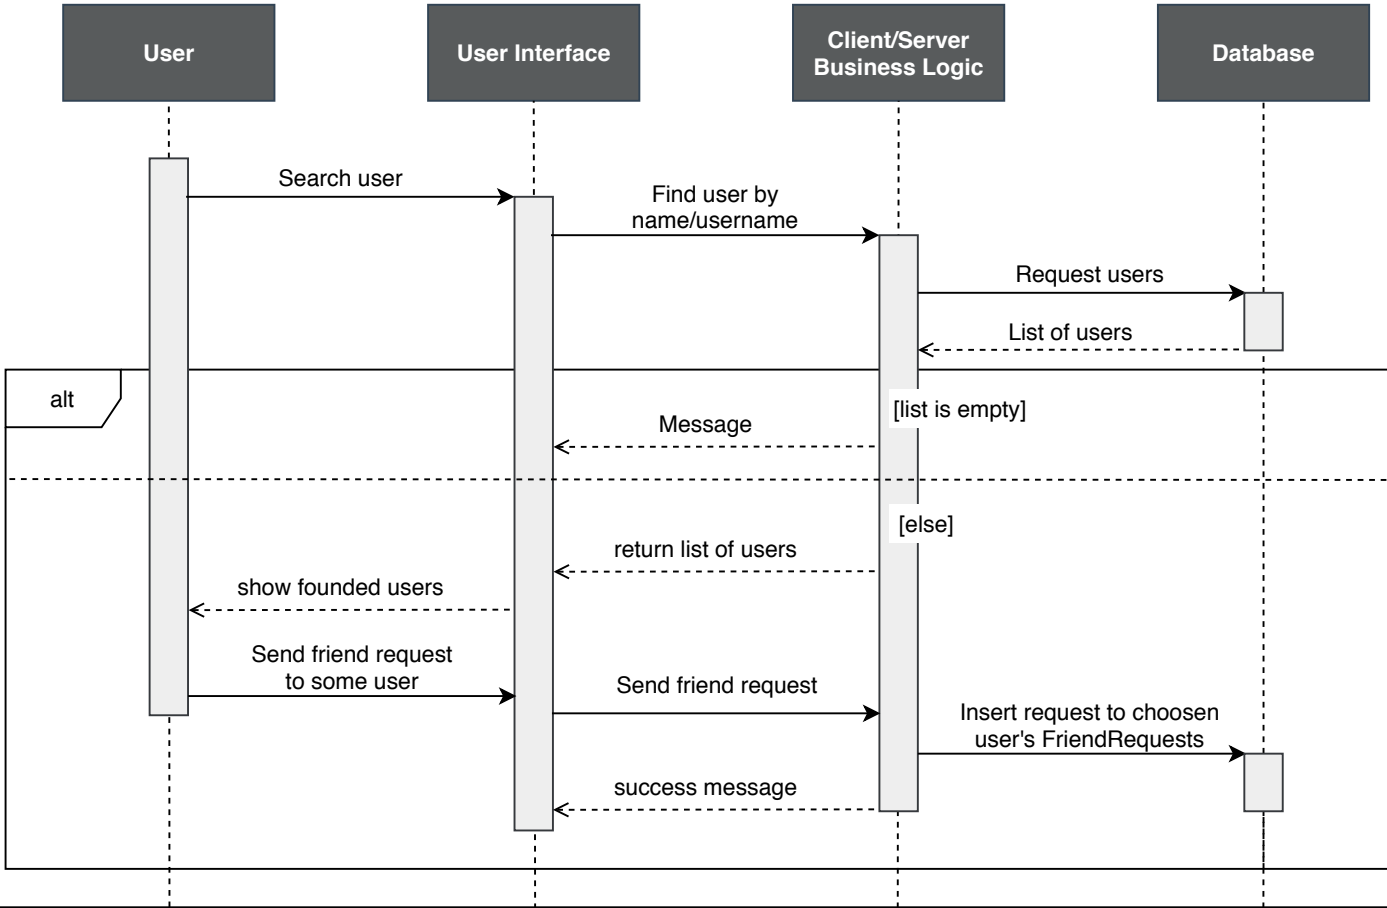 User
User Interface
Client/Server
Business Logic
Database
Search user
Find user by
name/username
Request users
List of users
alt
[list is empty]
Message
[else]
return list of users
show founded users
Send friend request
to some user
Send friend request
Insert request to choosen
user's FriendRequests
success message